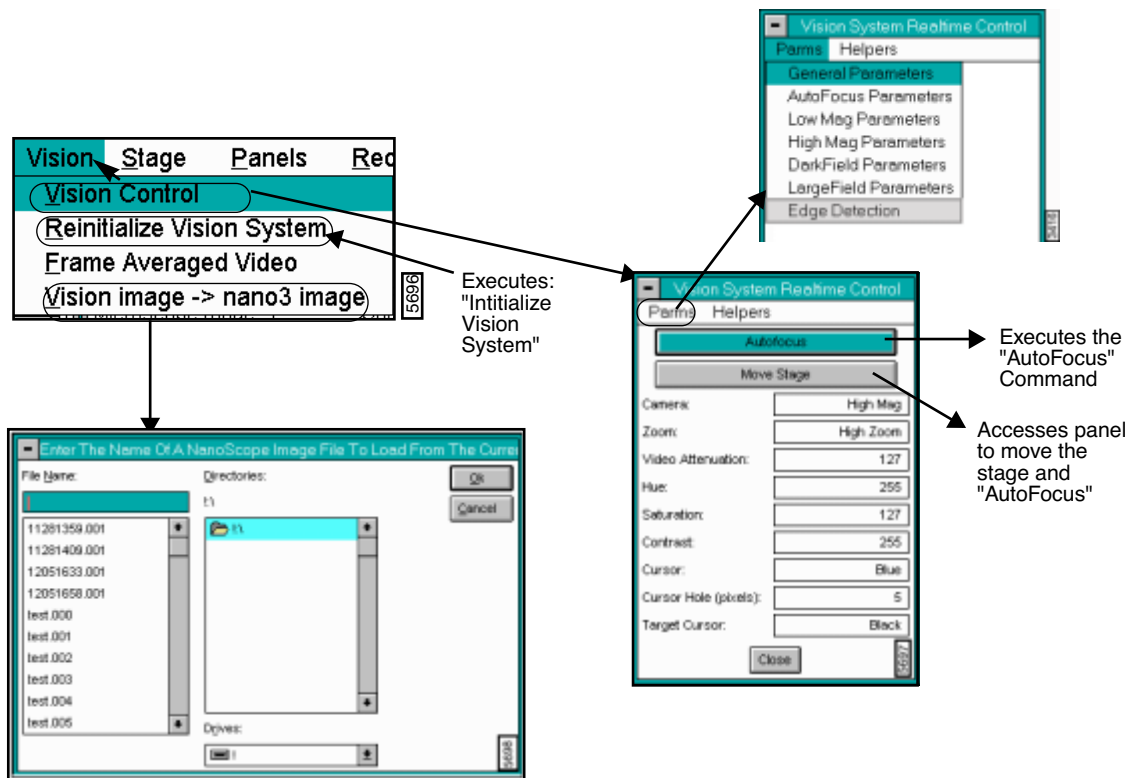 Vision System Realtime Control
Parms Helpers
General Parameters
AutoFocus Parameters
Low Mag Parameters
High Mag Parameters
DarkField Parameters
LargeField Parameters
Edge Detection
Vision Stage Panels Rec
Vision Control
Reinitialize Vision System
Frame Averaged Video
Vision image -> nano3 image
5696
Executes:
"Intitialize
Vision
System"
Vision System Realtime Control
Parms Helpers
Autofocus
Move Stage
Camera: High Mag
Zoom: High Zoom
Video Attenuation: 127
Hue: 255
Saturation: 127
Contrast: 255
Cursor: Blue
Cursor Hole (pixels): 5
Target Cursor: Black
Close
5697
Executes the
"AutoFocus"
Command
Accesses panel
to move the
stage and
"AutoFocus"
Enter The Name Of A NanoScope Image File To Load From The Curre
File Name:
Directories:
Ok
Cancel
11281359.001
11281409.001
12051633.001
12051658.001
test.000
test.001
test.002
test.003
test.004
test.005
Drives:
5698